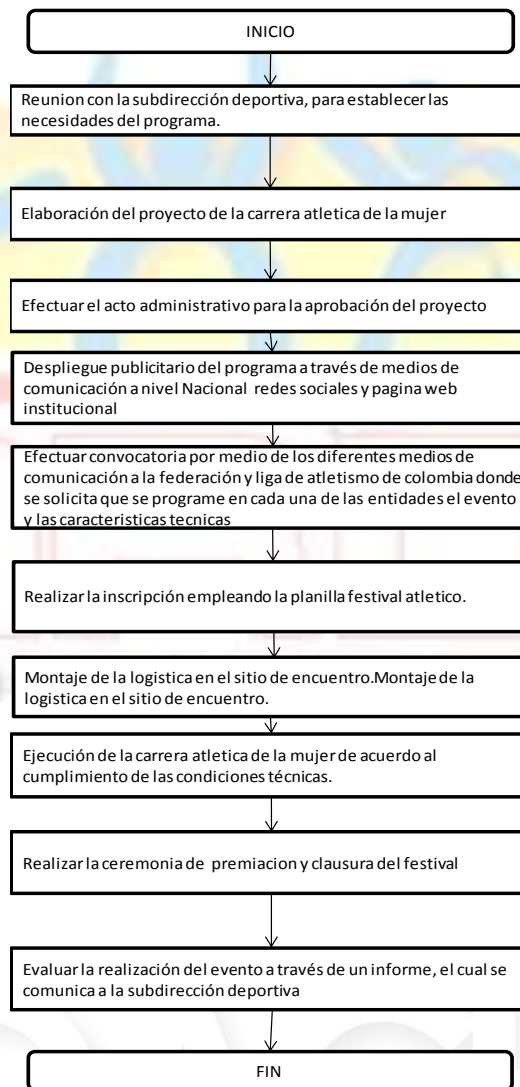 INICIO
Reunion con la subdirección deportiva, para establecer las
necesidades del programa.
Elaboración del proyecto de la carrera atletica de la mujer
Efectuar el acto administrativo para la aprobación del proyecto
Despliegue publicitario del programa a través de medios de
comunicación a nivel Nacional redes sociales y pagina web
institucional
Efectuar convocatoria por medio de los diferentes medios de
comunicación a la federación y liga de atletismo de colombia donde
se solicita que se programe en cada una de las entidades el evento
y las caracteristicas tecnicas
Realizar la inscripción empleando la planilla festival atletico.
Montaje de la logistica en el sitio de encuentro.Montaje de la
logistica en el sitio de encuentro.
Ejecución de la carrera atletica de la mujer de acuerdo al
cumplimiento de las condiciones técnicas.
Realizar la ceremonia de premiacion y clausura del festival
Evaluar la realización del evento a través de un informe, el cual se
comunica a la subdirección deportiva
FIN